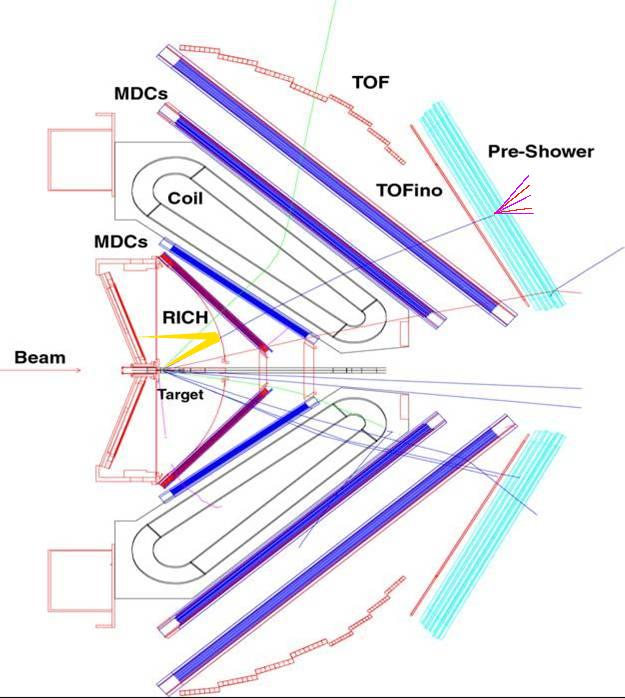 TOF
MDCs
Pre-Shower
TOFino
Coil
MDCs
RICH
Beam
Target